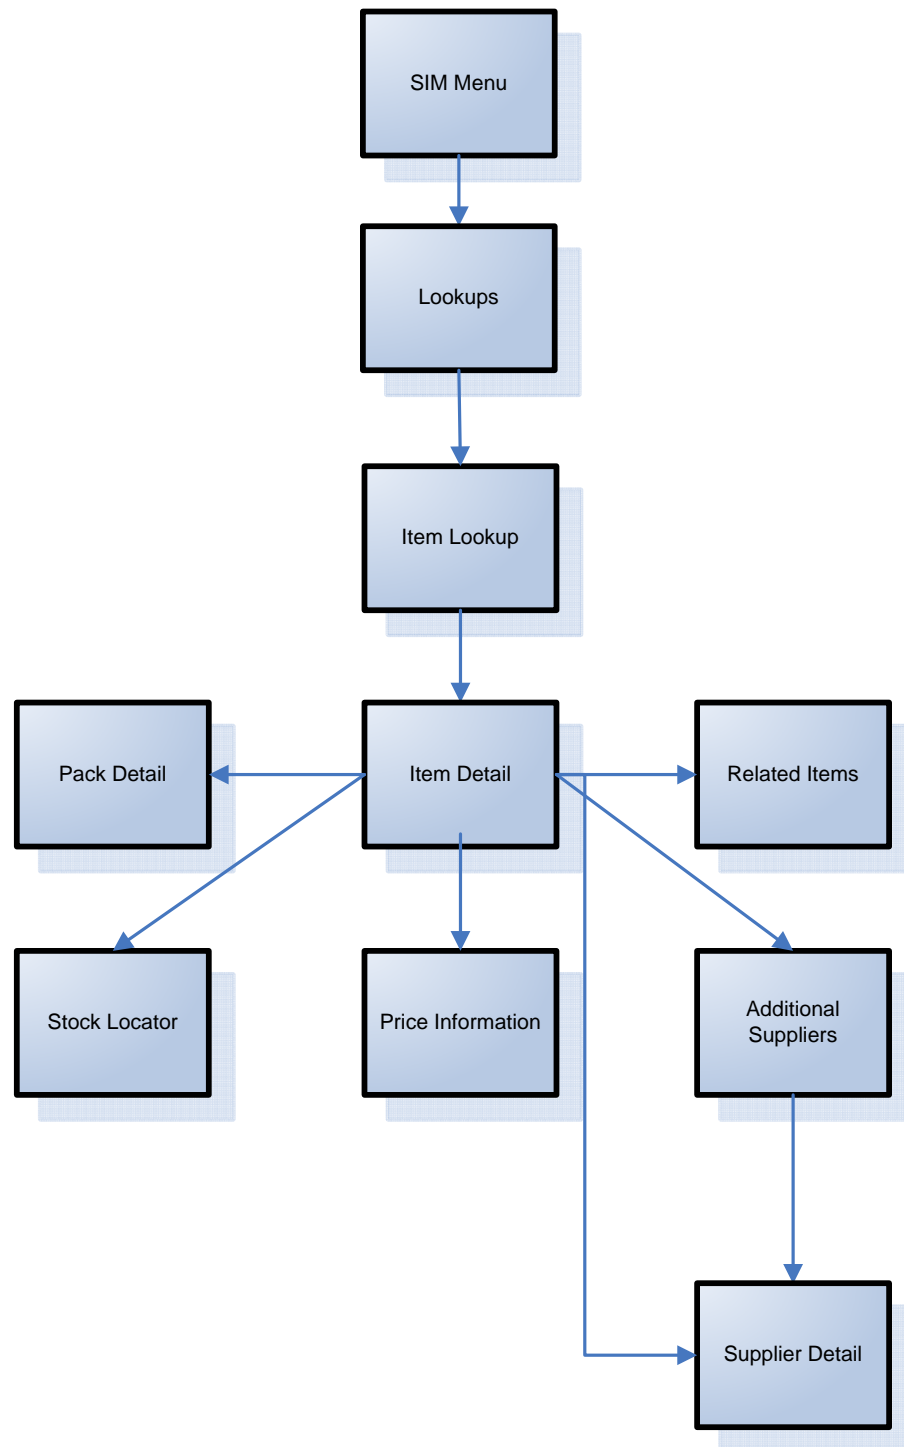 SIM Menu
Lookups
Item Lookup
Pack Detail
Item Detail
Related Items
Stock Locator
Price Information
Additional
Suppliers
Supplier Detail